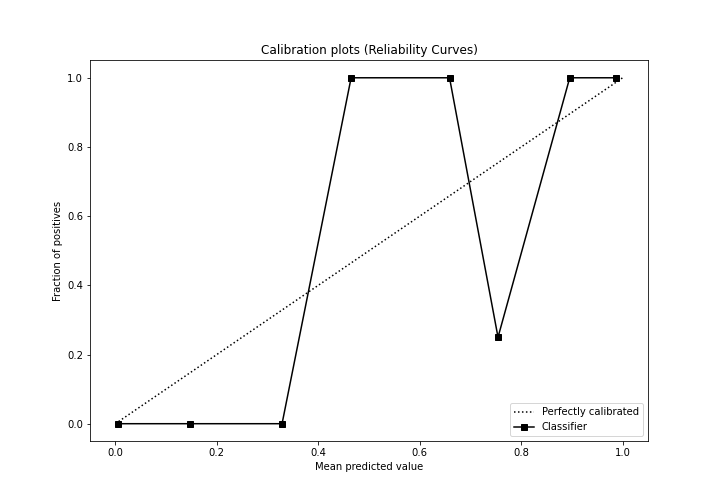 Calibration plots (Reliability Curves)
1.0
0.8
0.6
0.4
0.2
0.0
Fraction of positives
Perfectly calibrated
Classifier
0.0 0.2 0.4 0.6 0.8 1.0
Mean predicted value